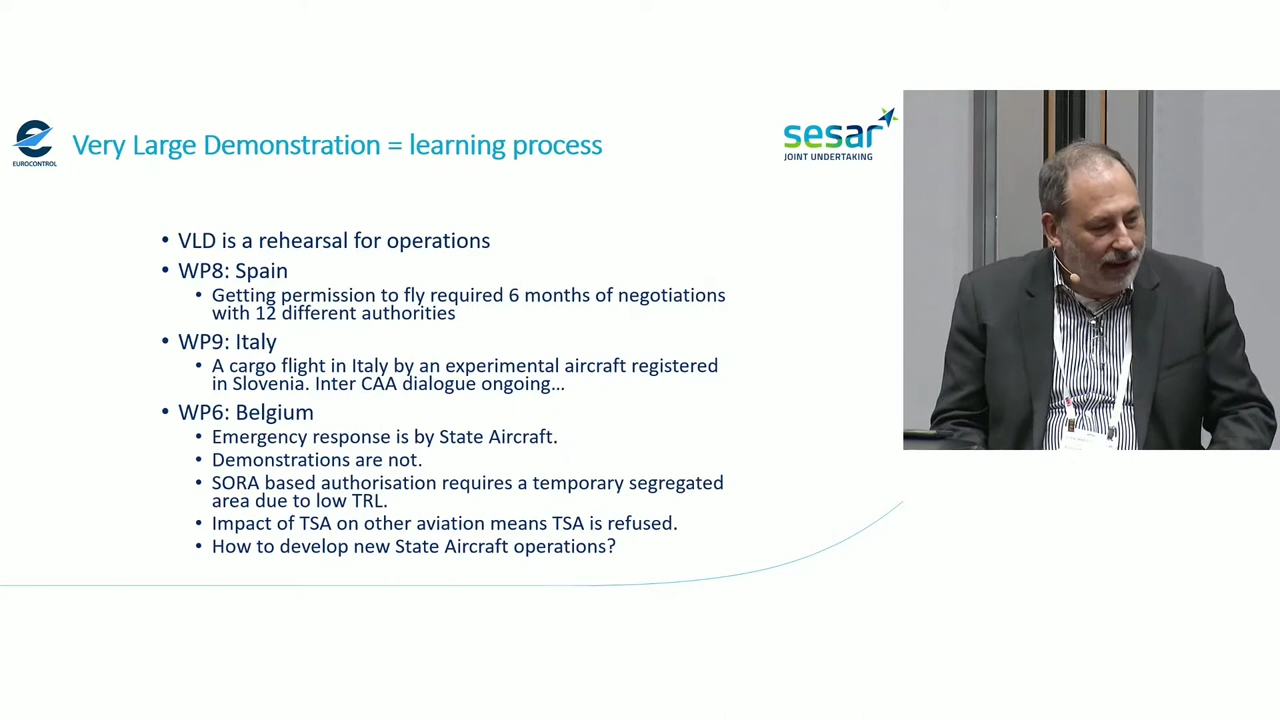 EUROCONTROL
Very Large Demonstration = learning process
sesar
JOINT UNDERTAKING
• VLD is a rehearsal for operations
• WP8: Spain
• Getting permission to fly required 6 months of negotiations
with 12 different authorities
• WP9: Italy
• A cargo flight in Italy by an experimental aircraft registered
in Slovenia. Inter CAA dialogue ongoing...
• WP6: Belgium
• Emergency response is by State Aircraft.
• Demonstrations are not.
• SORA based authorisation requires a temporary segregated
area due to low TRL.
• Impact of TSA on other aviation means TSA is refused.
• How to develop new State Aircraft operations?